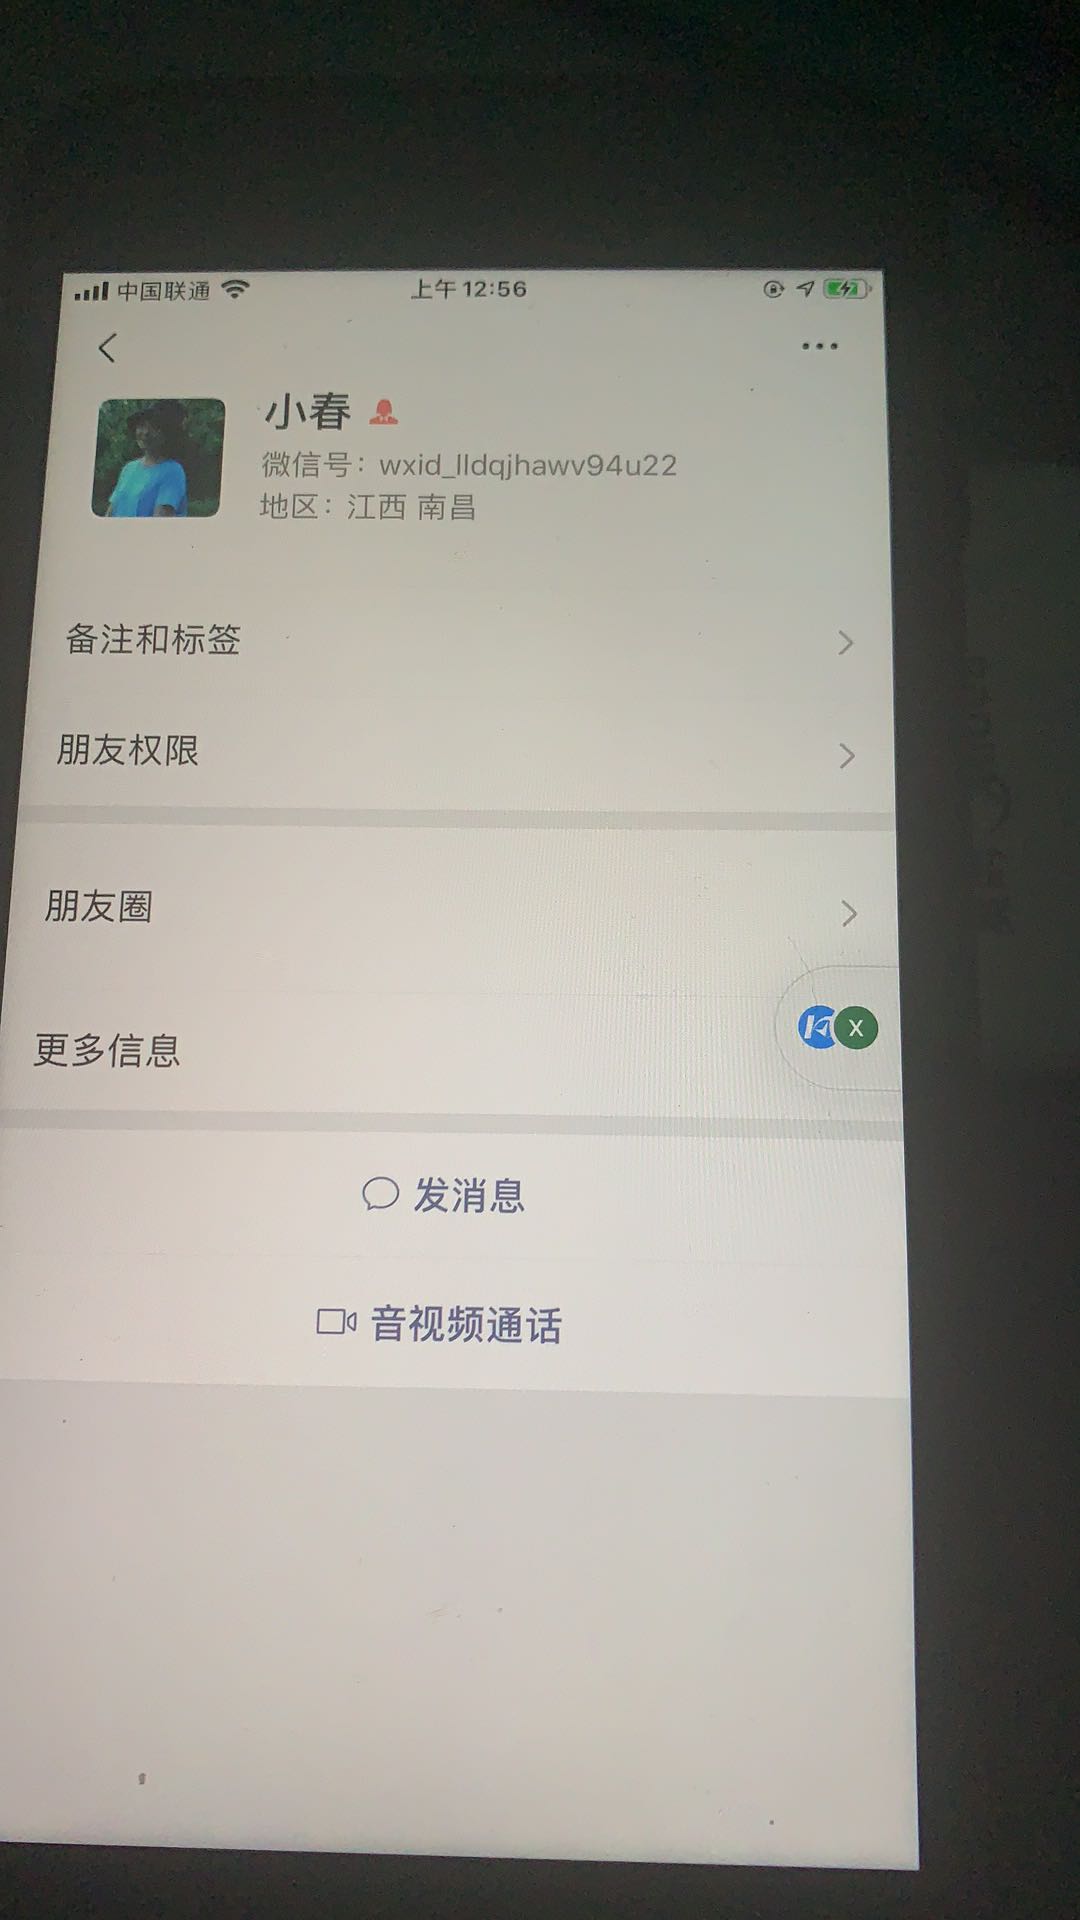 中国联通 上午12:56
小春
微信号：wxid_lldqjhawv94u22
地区：江西 南昌
备注和标签
朋友权限
朋友圈
更多信息
X
发消息
音视频通话